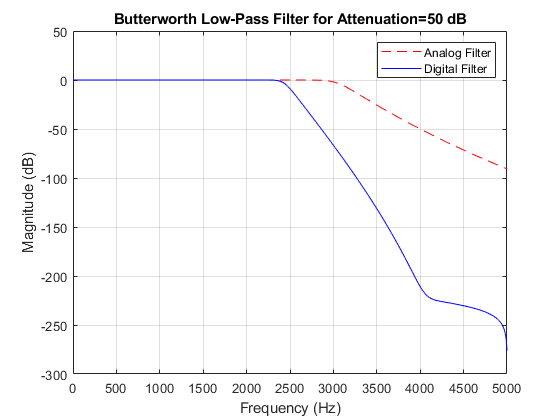 Butterworth Low-Pass Filter for Attenuation=50 dB
50
0
-50
-100
-150
-200
-250
-300
Magnitude (dB)
Analog Filter
Digital Filter
0 500 1000 1500 2000 2500 3000 3500 4000 4500 5000
Frequency (Hz)